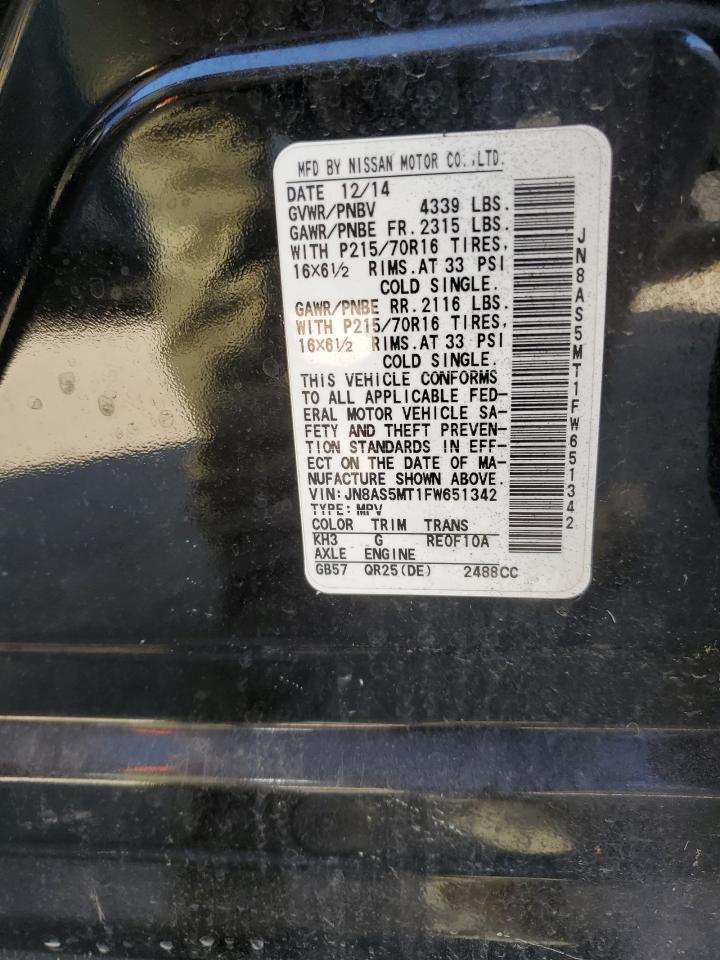 MFD BY NISSAN MOTOR CO.,LTD.
DATE 12/14
GVWR/PNBV 4339 LBS.
GAWR/PNBE FR. 2315 LBS.
WITH P215/70R16 TIRES,
16X6½ RIMS. AT 33 PSI
COLD SINGLE.
GAWR/PNBE RR. 2116 LBS.
WITH P215/70R16 TIRES,
16X6½ RIMS. AT 33 PSI
COLD SINGLE.
THIS VEHICLE CONFORMS
TO ALL APPLICABLE FED-
ERAL MOTOR VEHICLE SA-
FETY AND THEFT PREVEN-
TION STANDARDS IN EFF-
ECT ON THE DATE OF MA-
NUFACTURE SHOWN ABOVE.
VIN:JN8AS5MT1FW651342
TYPE: MPV
COLOR TRIM TRANS
KH3 G RE0F10A
AXLE ENGINE
GB57 QR25(DE) 2488CC
JN8AS5MT1FW651342